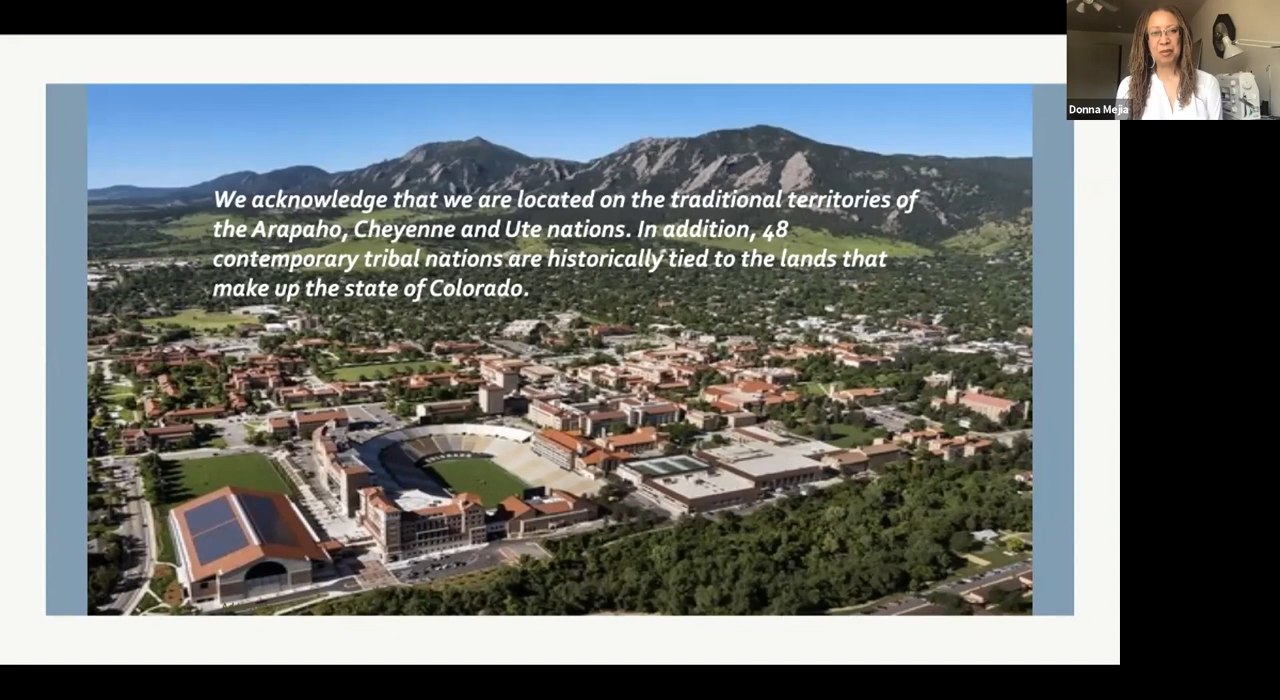 Donna Mejia
We acknowledge that we are located on the traditional territories of
the Arapaho, Cheyenne and Ute nations. In addition, 48
contemporary tribal nations are historically tied to the lands that
make up the state of Colorado.